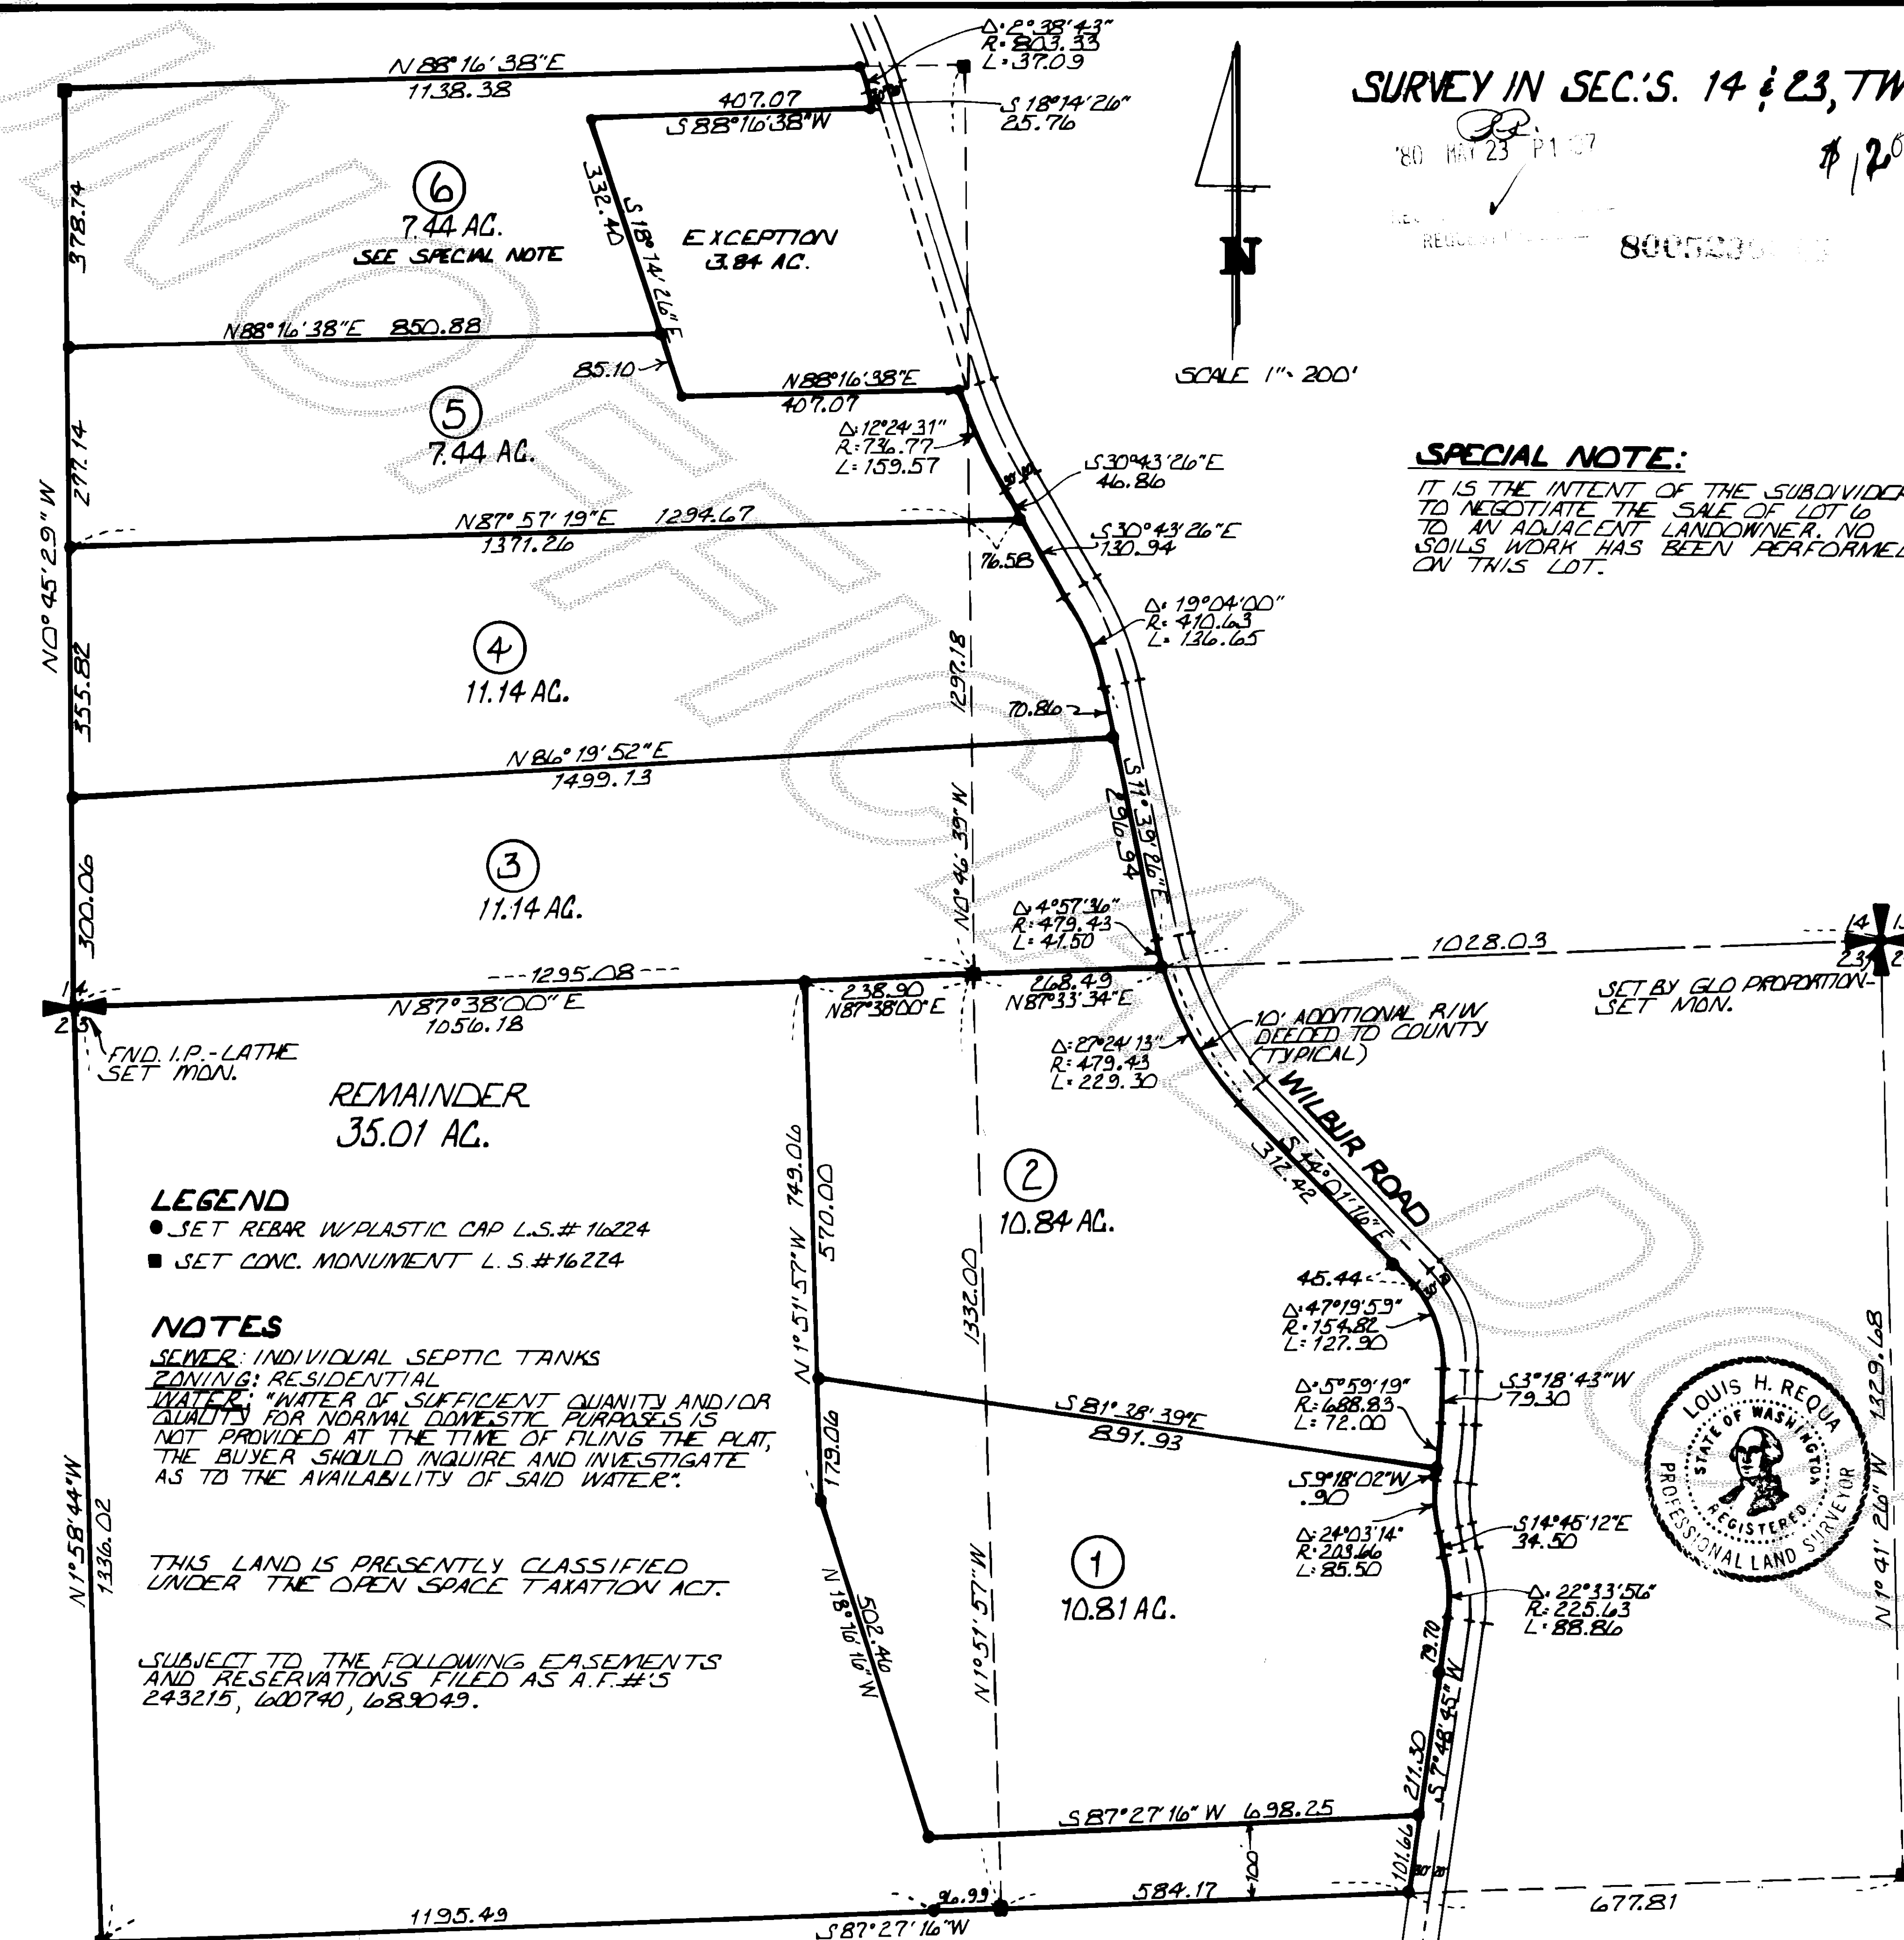 SURVEY IN SEC.'S. 14 & 23, TW
'80 MAY 23 P1:37
$ 12.0
REQUEST
SCALE 1": 200'
N
Δ: 2°38'43"
R: 803.33
L: 37.09
N 88°16'38"E
1138.38
407.07
S88°16'38"W
S 18°14'26"
25.76
378.74
6
7.44 AC.
SEE SPECIAL NOTE
332.40
S 18°14'26"E
EXCEPTION
3.84 AC.
N88°16'38"E 850.88
85.10
N88°16'38"E
407.07
Δ: 12°24'31"
R: 736.77
L: 159.57
5
7.44 AC.
277.14
S30°43'26"E
46.86
SPECIAL NOTE:
IT IS THE INTENT OF THE SUBDIVIDER
TO NEGOTIATE THE SALE OF LOT 6
TO AN ADJACENT LANDOWNER. NO
SOILS WORK HAS BEEN PERFORMED
ON THIS LOT.
N0°45'29"W
N87°57'19"E 1294.67
1371.26
76.58
S30°43'26"E
130.94
Δ: 19°04'00"
R: 410.63
L: 136.65
4
11.14 AC.
355.82
1297.18
70.86
N86°19'52"E
1499.13
S11°39'26"E
296.94
3
11.14 AC.
300.06
N0°46'39"W
Δ: 4°57'36"
R: 479.43
L: 41.50
1028.03
14
23
SET BY GLO PROPORTION-
SET MON.
14
23
---1295.08---
N87°38'00"E
1056.18
238.90
N87°38'00"E
268.49
N87°33'34"E
FND. I.P.-LATHE
SET MON.
10' ADDITIONAL R/W
DEEDED TO COUNTY
(TYPICAL)
Δ: 27°24'13"
R: 479.43
L: 229.30
WILBUR ROAD
REMAINDER
35.01 AC.
N 1°51'57"W 749.06
570.00
2
10.84 AC.
S 44°01'16"E
312.42
1332.00
LEGEND
● SET REBAR W/PLASTIC CAP L.S.# 16224
■ SET CONC. MONUMENT L.S.#16224
45.44
Δ: 47°19'59"
R: 154.82
L: 127.90
NOTES
SEWER: INDIVIDUAL SEPTIC TANKS
ZONING: RESIDENTIAL
WATER: "WATER OF SUFFICIENT QUANITY AND/OR
QUALITY FOR NORMAL DOMESTIC PURPOSES IS
NOT PROVIDED AT THE TIME OF FILING THE PLAT,
THE BUYER SHOULD INQUIRE AND INVESTIGATE
AS TO THE AVAILABILITY OF SAID WATER".
S81°38'39"E
891.93
Δ: 5°59'19"
R: 688.83
L: 72.00
S3°18'43"W
79.30
S9°18'02"W
.90
LOUIS H. REQUA
STATE OF WASHINGTON
REGISTERED
PROFESSIONAL LAND SURVEYOR
N 1°41'26"W 1329.68
179.06
Δ: 24°03'14"
R: 203.66
L: 85.50
S14°45'12"E
34.50
N1°58'44"W
1336.02
THIS LAND IS PRESENTLY CLASSIFIED
UNDER THE OPEN SPACE TAXATION ACT.
1
10.81 AC.
Δ: 22°33'56"
R: 225.63
L: 88.86
502.46
N 18°16'16"W
N1°51'57"W
79.70
SUBJECT TO THE FOLLOWING EASEMENTS
AND RESERVATIONS FILED AS A.F.#'S
243215, 600740, 689049.
S7°48'45"W
211.30
S87°27'16"W 698.25
100'
101.66
30' 20'
96.99
584.17
677.81
1195.49
S87°27'16"W
UNOFFICIAL DOC